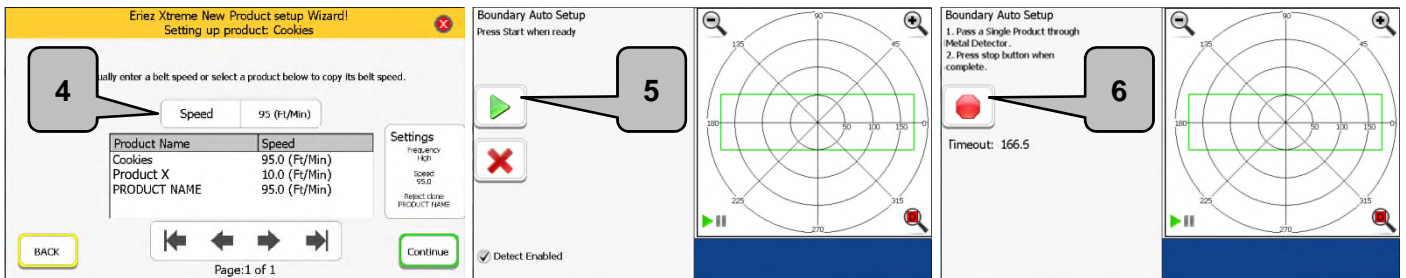 Eriez Xtreme New Product setup Wizard!
Setting up product: Cookies
enter a belt speed or select a product below to copy its belt speed.
4
Speed 95 (Ft/Min)
Product Name Speed
Cookies 95.0 (Ft/Min)
Product X 10.0 (Ft/Min)
PRODUCT NAME 95.0 (Ft/Min)
Settings
Frequency
High
Speed
95.0
Reject clone
PRODUCT NAME
BACK
Continue
Page:1 of 1
Boundary Auto Setup
Press Start when ready
5
Detect Enabled
90
135 45
180 50 100 150 0
225 315
270
D
Boundary Auto Setup
1. Pass a Single Product through
Metal Detector.
2. Press stop button when
complete.
6
Timeout: 166.5
90
135 45
180 50 100 150 0
225 315
270
D